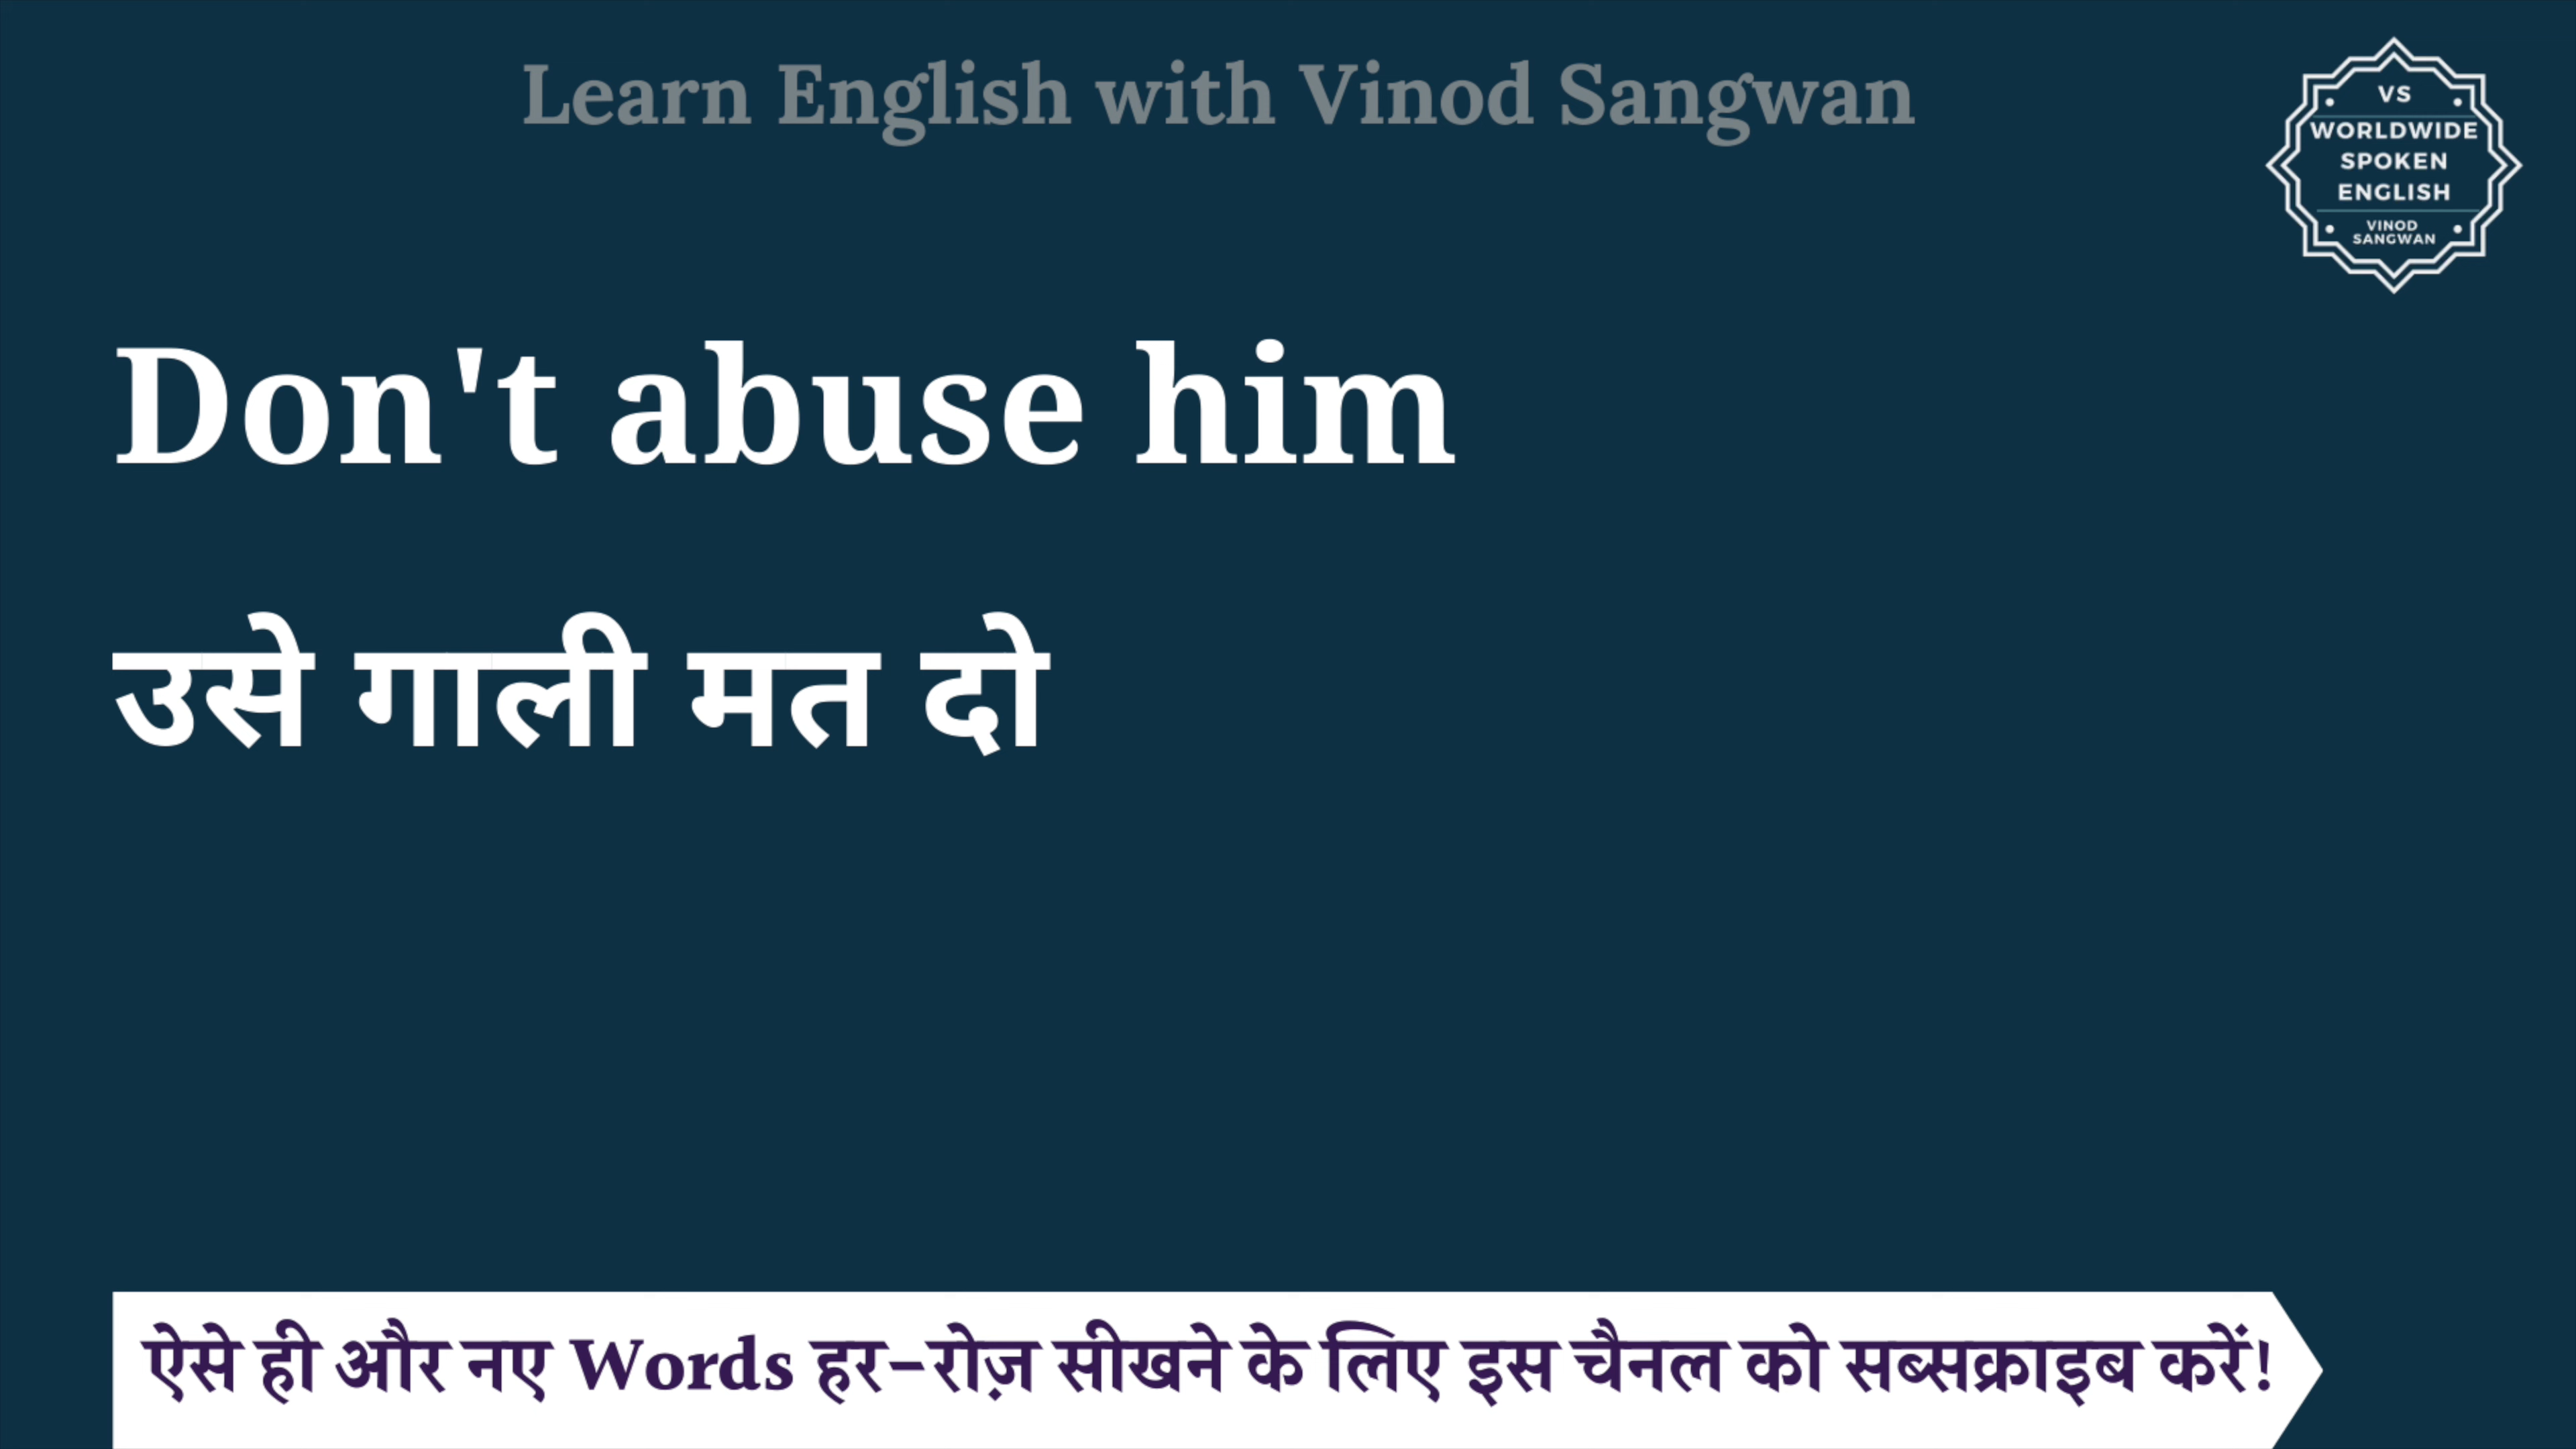 Learn English with Vinod Sangwan
VS
WORLDWIDE
SPOKEN
ENGLISH
VINOD
SANGWAN
Don't abuse him
उसे गाली मत दो
ऐसे ही और नए Words हर-रोज़ सीखने के लिए इस चैनल को सब्सक्राइब करें!